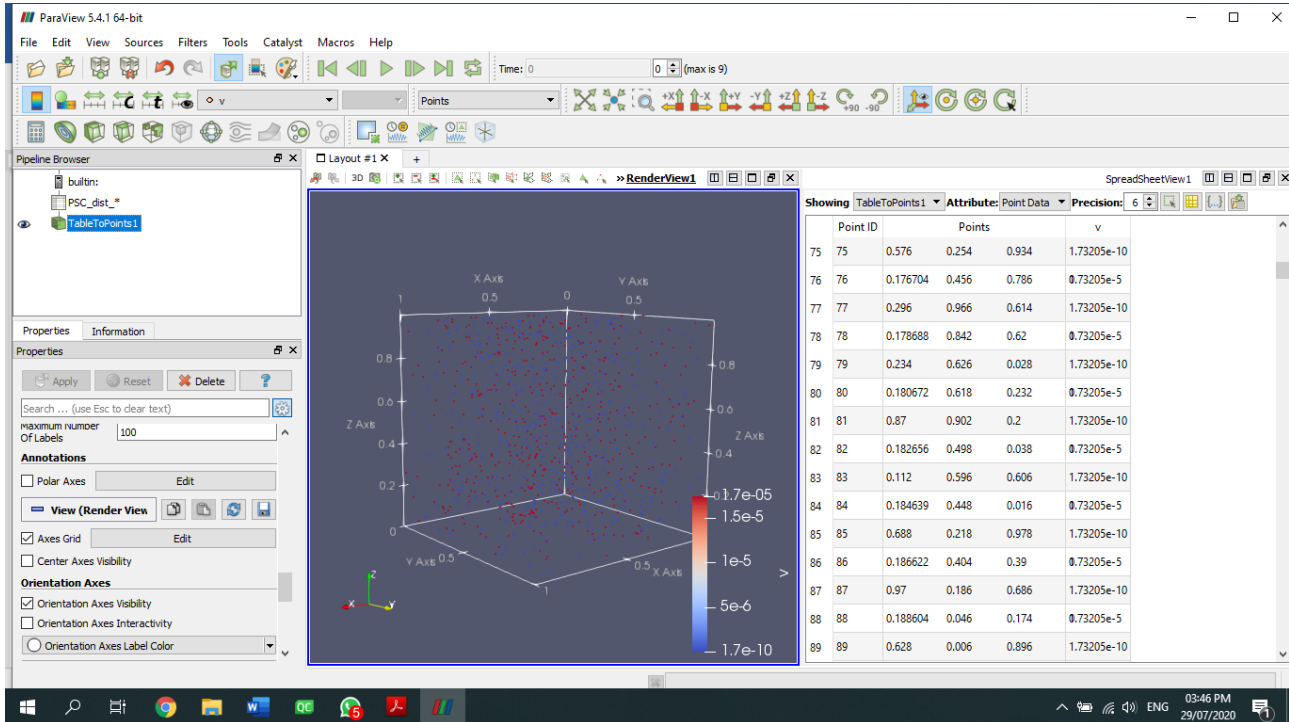 ParaView 5.4.1 64-bit
File Edit View Sources Filters Tools Catalyst Macros Help
Time: 0 0 (max is 9)
v Points +X -X +Y -Y +Z -Z +90 -90
Pipeline Browser
Layout #1 +
builtin:
PSC_dist_*
TableToPoints1
3D
RenderView1
SpreadSheetView1
Showing TableToPoints1 Attribute: Point Data Precision: 6
Point ID Points v
75 75 0.576 0.254 0.934 1.73205e-10
76 76 0.176704 0.456 0.786 0.73205e-5
77 77 0.296 0.966 0.614 1.73205e-10
78 78 0.178688 0.842 0.62 0.73205e-5
79 79 0.234 0.626 0.028 1.73205e-10
80 80 0.180672 0.618 0.232 0.73205e-5
81 81 0.87 0.902 0.2 1.73205e-10
82 82 0.182656 0.498 0.038 0.73205e-5
83 83 0.112 0.596 0.606 1.73205e-10
84 84 0.184639 0.448 0.016 0.73205e-5
85 85 0.688 0.218 0.978 1.73205e-10
86 86 0.186622 0.404 0.39 0.73205e-5
87 87 0.97 0.186 0.686 1.73205e-10
88 88 0.188604 0.046 0.174 0.73205e-5
89 89 0.628 0.006 0.896 1.73205e-10
Properties Information
Properties
Apply Reset Delete ?
Search ... (use Esc to clear text)
Maximum Number
Of Labels 100
Annotations
Polar Axes Edit
View (Render View
Axes Grid Edit
Center Axes Visibility
Orientation Axes
Orientation Axes Visibility
Orientation Axes Interactivity
Orientation Axes Label Color
X Axis Y Axis
1 0.5 0 0.5
0.8 0.8
0.6 0.6
Z Axis Z Axis
0.4 0.4
0.2
0
Y Axis 0.5 0.5 X Axis
1
Z
X Y
1.7e-05
1.5e-5
1e-5
5e-6
1.7e-10
>
W QC 5
ENG
03:46 PM
29/07/2020
1